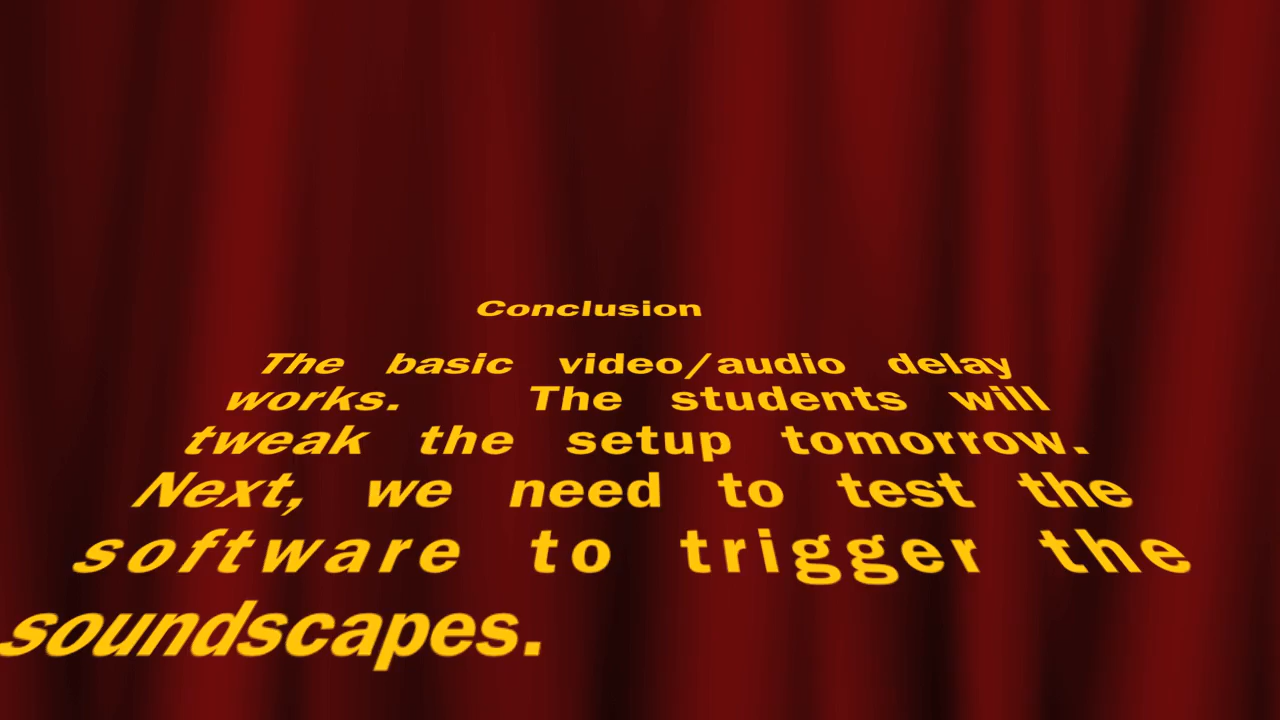 Conclusion
The basic video/audio delay
works. The students will
tweak the setup tomorrow.
Next, we need to test the
software to trigger the
soundscapes.